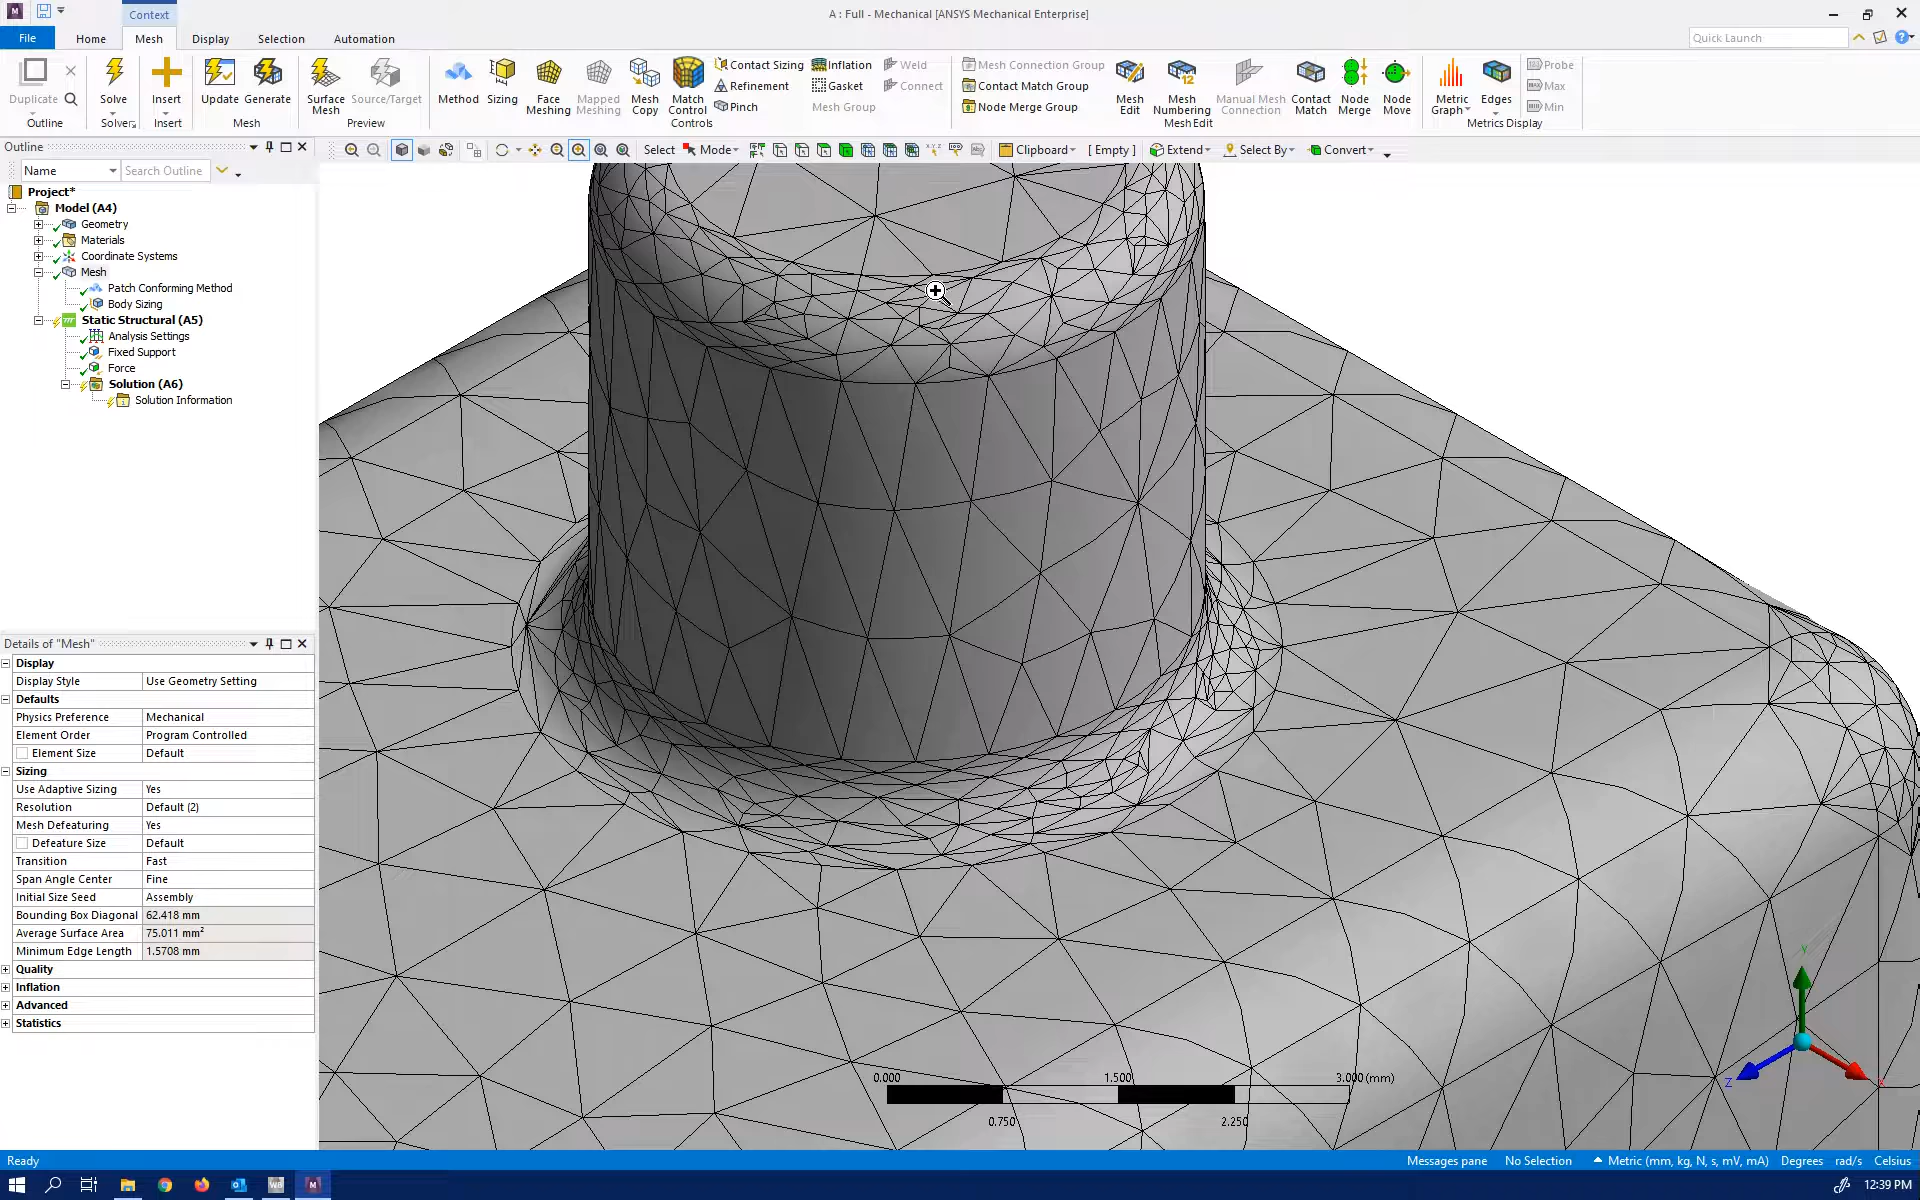 Context
A : Full - Mechanical [ANSYS Mechanical Enterprise]
File Home Mesh Display Selection Automation
Quick Launch
Duplicate
Outline
Solve
Solver
Insert
Insert
Update Generate
Mesh
Surface Mesh Source/Target
Preview
Method Sizing Face Meshing Mapped Meshing Mesh Copy Match Control
Contact Sizing Inflation Weld
Refinement Gasket Connect
Pinch Mesh Group
Controls
Mesh Connection Group
Contact Match Group
Node Merge Group
Mesh Edit Mesh Numbering Manual Mesh Connection Contact Match Node Merge Node Move
Mesh Edit
Metric Graph Edges
Probe
Max
Min
Metrics Display
Outline
Select Mode Clipboard [ Empty ] Extend Select By Convert
Name Search Outline
Project*
Model (A4)
Geometry
Materials
Coordinate Systems
Mesh
Patch Conforming Method
Body Sizing
Static Structural (A5)
Analysis Settings
Fixed Support
Force
Solution (A6)
Solution Information
Details of "Mesh"
Display
Display Style Use Geometry Setting
Defaults
Physics Preference Mechanical
Element Order Program Controlled
Element Size Default
Sizing
Use Adaptive Sizing Yes
Resolution Default (2)
Mesh Defeaturing Yes
Defeature Size Default
Transition Fast
Span Angle Center Fine
Initial Size Seed Assembly
Bounding Box Diagonal 62.418 mm
Average Surface Area 75.011 mm²
Minimum Edge Length 1.5708 mm
Quality
Inflation
Advanced
Statistics
0.000 1.500 3.000 (mm)
0.750 2.250
Y
Z X
Ready Messages pane No Selection Metric (mm, kg, N, s, mV, mA) Degrees rad/s Celsius
12:39 PM